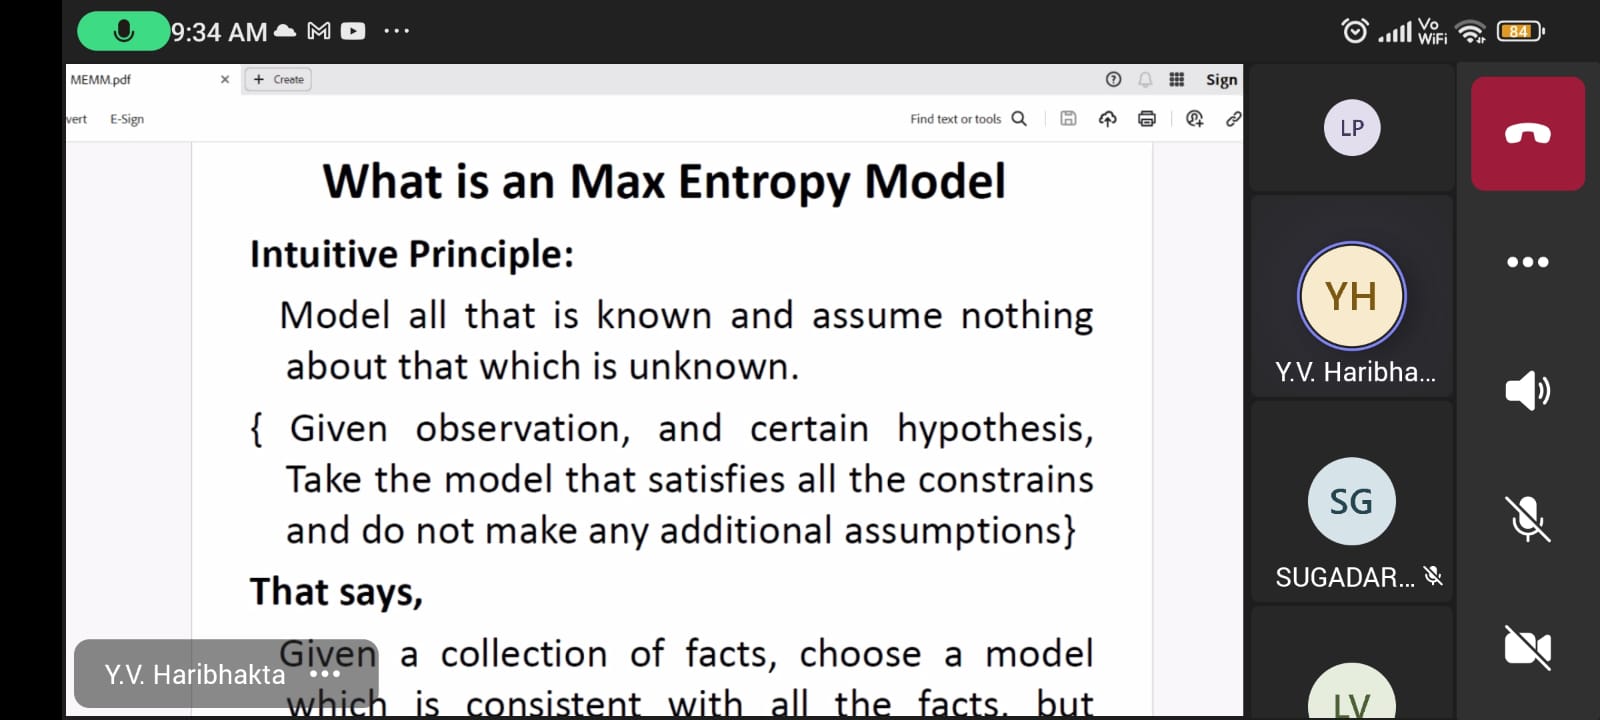 9:34 AM
Vo
WiFi
84
MEMM.pdf
+ Create
Sign
vert E-Sign
Find text or tools
What is an Max Entropy Model
Intuitive Principle:
Model all that is known and assume nothing
about that which is unknown.
{ Given observation, and certain hypothesis,
Take the model that satisfies all the constrains
and do not make any additional assumptions}
That says,
Given a collection of facts, choose a model
which is consistent with all the facts, but
Y.V. Haribhakta
LP
YH
Y.V. Haribha...
SG
SUGADAR...
LV